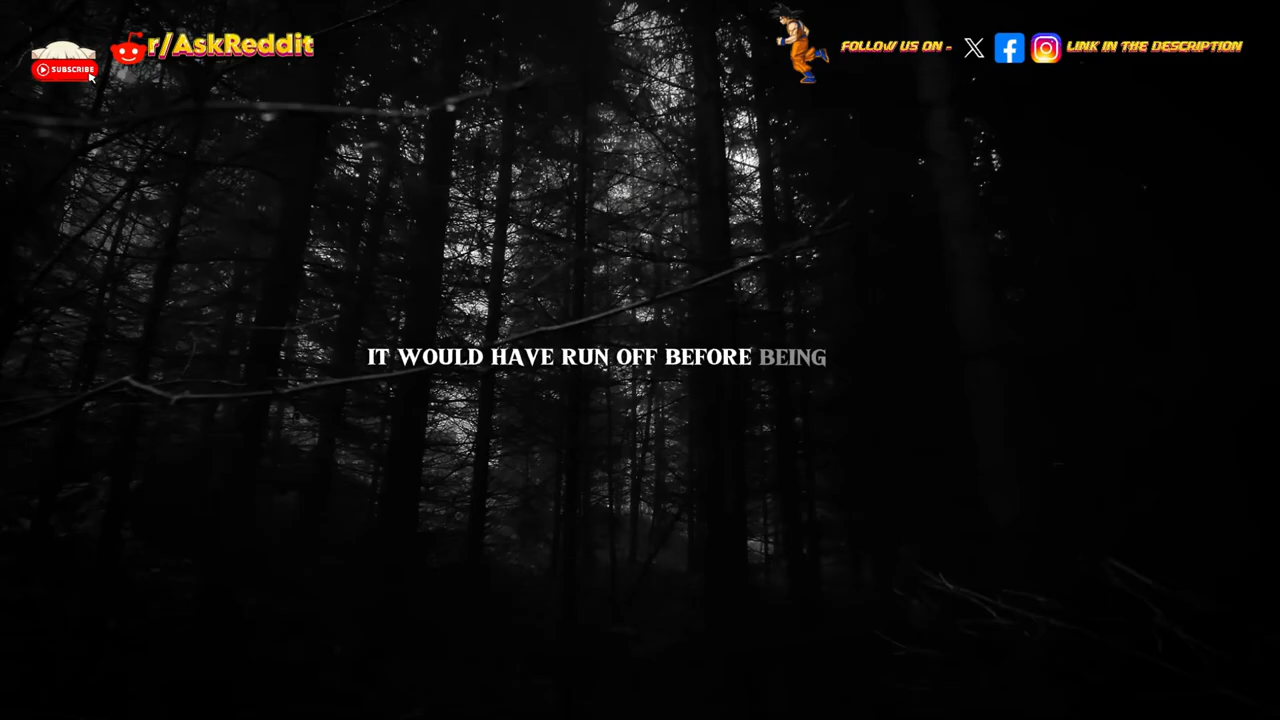 r/AskReddit
SUBSCRIBE
FOLLOW US ON -
LINK IN THE DESCRIPTION
IT WOULD HAVE RUN OFF BEFORE BEING